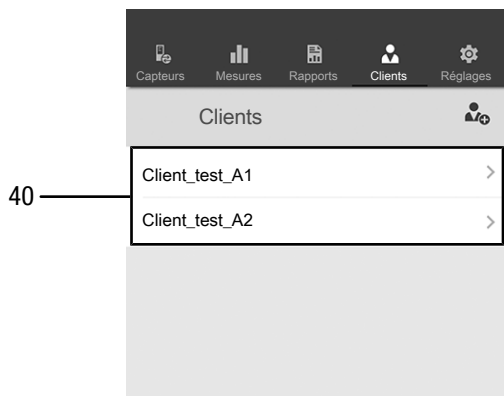 Capteurs Mesures Rapports Clients Réglages
Clients
40
Client_test_A1
Client_test_A2